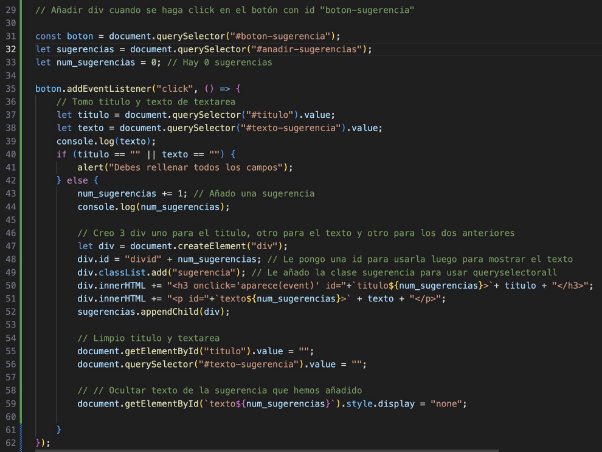 29 // Añadir div cuando se haga click en el botón con id "boton-sugerencia"
30
31 const boton = document.querySelector("#boton-sugerencia");
32 let sugerencias = document.querySelector("#anadir-sugerencias");
33 let num_sugerencias = 0; // Hay 0 sugerencias
34
35 boton.addEventListener("click", () => {
36     // Tomo titulo y texto de textarea
37     let titulo = document.querySelector("#titulo").value;
38     let texto = document.querySelector("#texto-sugerencia").value;
39     console.log(texto);
40     if (titulo == "" || texto == "") {
41         alert("Debes rellenar todos los campos");
42     } else {
43         num_sugerencias += 1; // Añado una sugerencia
44         console.log(num_sugerencias);
45
46         // Creo 3 div uno para el titulo, otro para el texto y otro para los dos anteriores
47         let div = document.createElement("div");
48         div.id = "divid" + num_sugerencias; // Le pongo una id para usarla luego para mostrar el texto
49         div.classList.add("sugerencia"); // Le añado la clase sugerencia para usar queryselectorall
50         div.innerHTML += "<h3 onclick='aparece(event)' id="+`titulo${num_sugerencias}>`+ titulo + "</h3>";
51         div.innerHTML += "<p id="+`texto${num_sugerencias}>` + texto + "</p>";
52         sugerencias.appendChild(div);
53
54         // Limpio titulo y textarea
55         document.getElementById("titulo").value = "";
56         document.querySelector("#texto-sugerencia").value = "";
57
58         // // Ocultar texto de la sugerencia que hemos añadido
59         document.getElementById(`texto${num_sugerencias}`).style.display = "none";
60
61     }
62 });